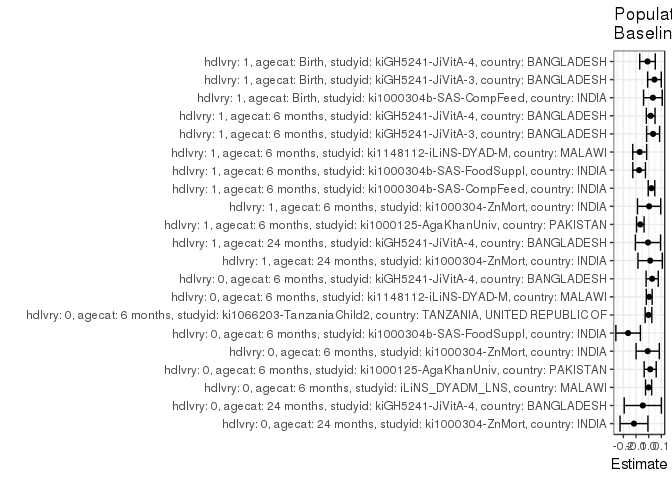 Populat
Baselin
hdlvry: 1, agecat: Birth, studyid: kiGH5241-JiVitA-4, country: BANGLADESH
hdlvry: 1, agecat: Birth, studyid: kiGH5241-JiVitA-3, country: BANGLADESH
hdlvry: 1, agecat: Birth, studyid: ki1000304b-SAS-CompFeed, country: INDIA
hdlvry: 1, agecat: 6 months, studyid: kiGH5241-JiVitA-4, country: BANGLADESH
hdlvry: 1, agecat: 6 months, studyid: kiGH5241-JiVitA-3, country: BANGLADESH
hdlvry: 1, agecat: 6 months, studyid: ki1148112-iLiNS-DYAD-M, country: MALAWI
hdlvry: 1, agecat: 6 months, studyid: ki1000304b-SAS-FoodSuppl, country: INDIA
hdlvry: 1, agecat: 6 months, studyid: ki1000304b-SAS-CompFeed, country: INDIA
hdlvry: 1, agecat: 6 months, studyid: ki1000304-ZnMort, country: INDIA
hdlvry: 1, agecat: 6 months, studyid: ki1000125-AgaKhanUniv, country: PAKISTAN
hdlvry: 1, agecat: 24 months, studyid: kiGH5241-JiVitA-4, country: BANGLADESH
hdlvry: 1, agecat: 24 months, studyid: ki1000304-ZnMort, country: INDIA
hdlvry: 0, agecat: 6 months, studyid: kiGH5241-JiVitA-4, country: BANGLADESH
hdlvry: 0, agecat: 6 months, studyid: ki1148112-iLiNS-DYAD-M, country: MALAWI
hdlvry: 0, agecat: 6 months, studyid: ki1066203-TanzaniaChild2, country: TANZANIA, UNITED REPUBLIC OF
hdlvry: 0, agecat: 6 months, studyid: ki1000304b-SAS-FoodSuppl, country: INDIA
hdlvry: 0, agecat: 6 months, studyid: ki1000304-ZnMort, country: INDIA
hdlvry: 0, agecat: 6 months, studyid: ki1000125-AgaKhanUniv, country: PAKISTAN
hdlvry: 0, agecat: 6 months, studyid: iLiNS_DYADM_LNS, country: MALAWI
hdlvry: 0, agecat: 24 months, studyid: kiGH5241-JiVitA-4, country: BANGLADESH
hdlvry: 0, agecat: 24 months, studyid: ki1000304-ZnMort, country: INDIA
Estimate